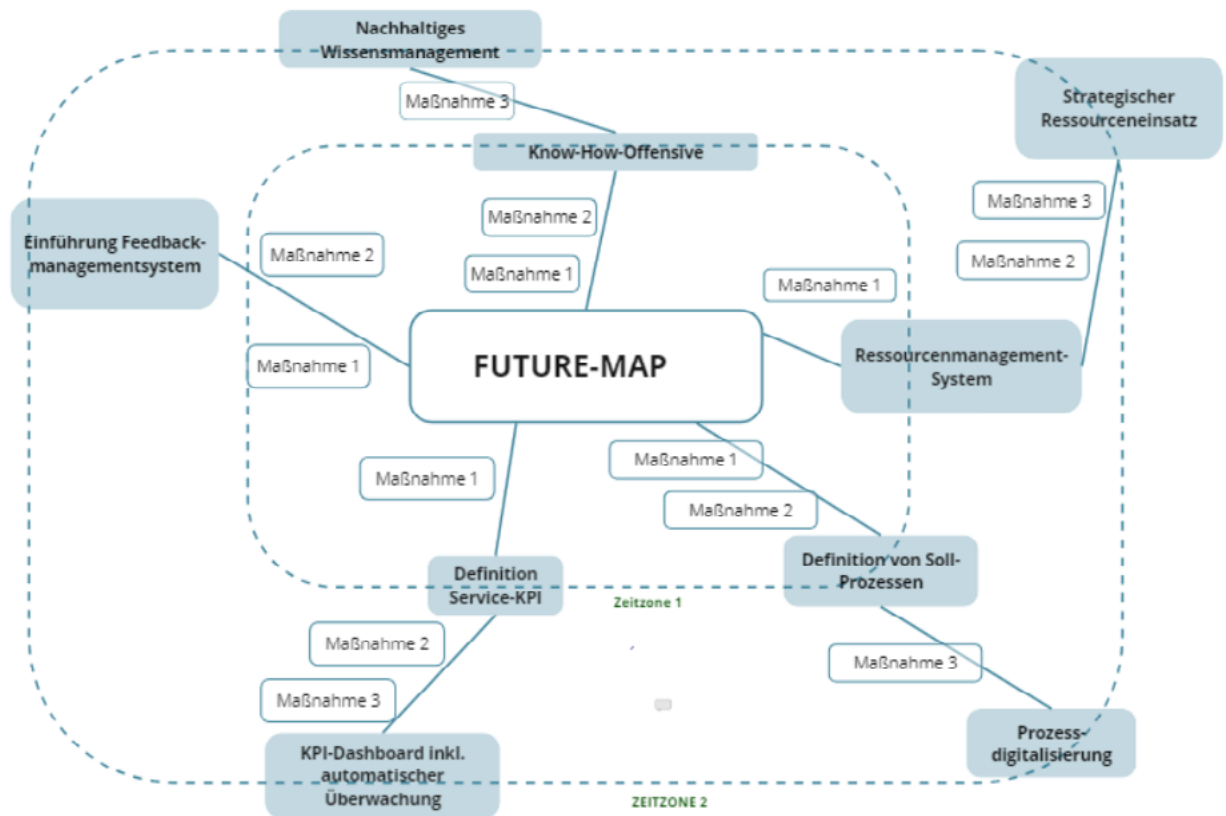 Nachhaltiges
Wissensmanagement
Maßnahme 3
Strategischer
Ressourceneinsatz
Know-How-Offensive
Maßnahme 3
Maßnahme 2
Maßnahme 2
Einführung Feedback-
managementsystem
Maßnahme 2
Maßnahme 1
Maßnahme 1
Maßnahme 1
FUTURE-MAP
Ressourcenmanagement-
System
Maßnahme 1
Maßnahme 1
Maßnahme 2
Definition
Service-KPI
Definition von Soll-
Prozessen
Zeitzone 1
Maßnahme 2
Maßnahme 3
Maßnahme 3
KPI-Dashboard inkl.
automatischer
Überwachung
Prozess-
digitalisierung
ZEITZONE 2